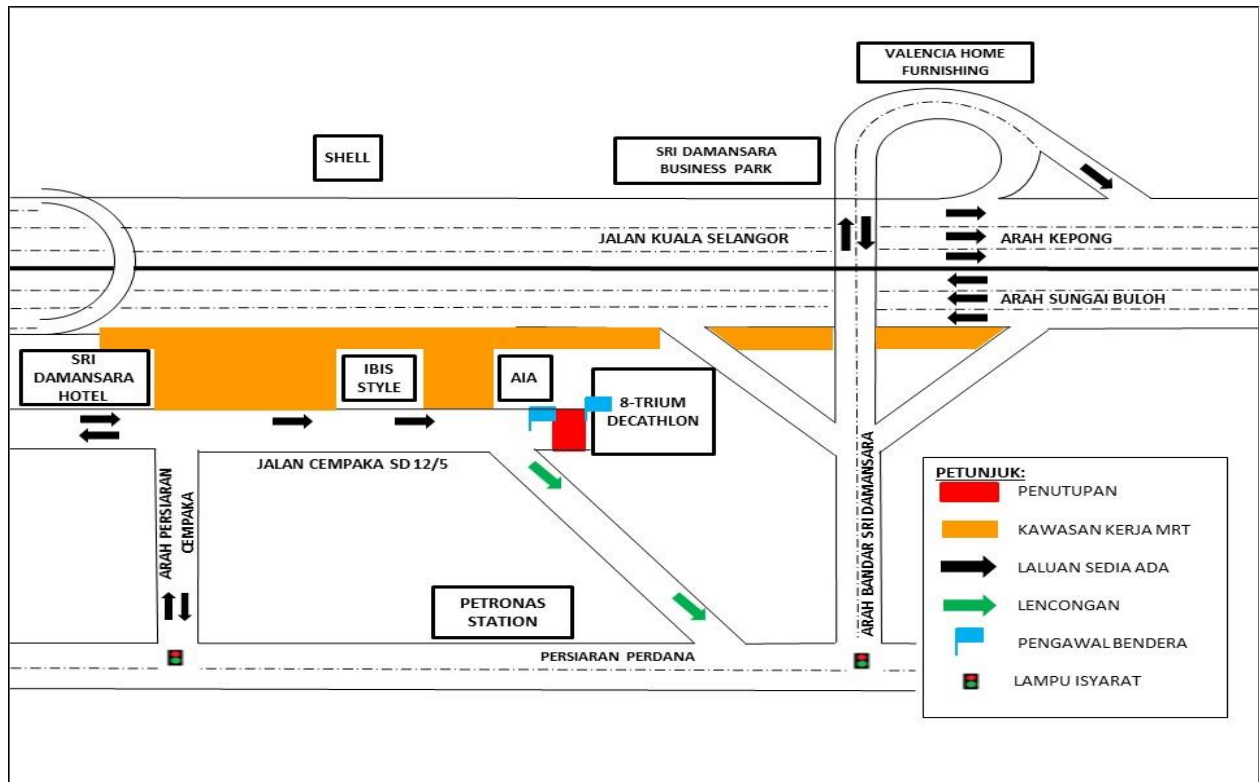 VALENCIA HOME
FURNISHING
SHELL
SRI DAMANSARA
BUSINESS PARK
JALAN KUALA SELANGOR
ARAH KEPONG
ARAH SUNGAI BULOH
SRI
DAMANSARA
HOTEL
IBIS
STYLE
AIA
8-TRIUM
DECATHLON
JALAN CEMPAKA SD 12/5
ARAH PERSIARAN
CEMPAKA
ARAH BANDAR SRI DAMANSARA
PETRONAS
STATION
PERSIARAN PERDANA
PETUNJUK:
PENUTUPAN
KAWASAN KERJA MRT
LALUAN SEDIA ADA
LENCONGAN
PENGAWAL BENDERA
LAMPU ISYARAT